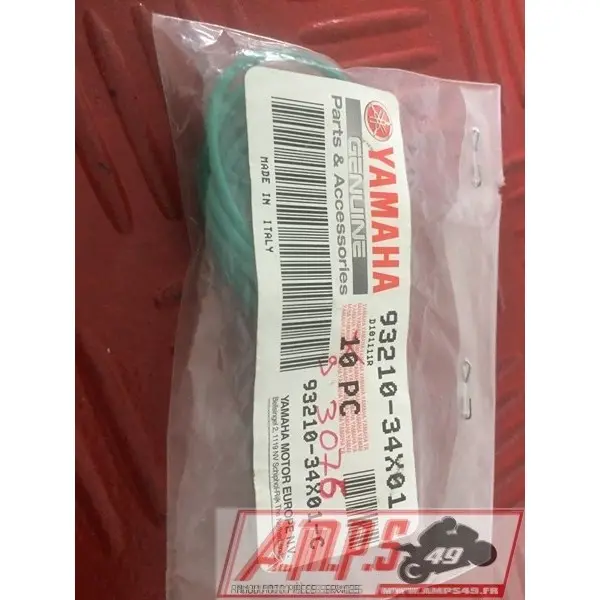 YAMAHA
GENUINE
Parts & Accessories
MADE IN ITALY
93210-34X01
D101111R
10 PC
93210-34X01-C
YAMAHA MOTOR EUROPE N.V.
3076
A.M.P.S
49
WWW.AMPS49.FR